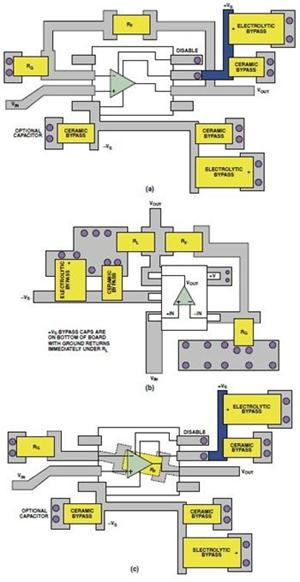 +VS
ELECTROLYTIC
BYPASS
+
RF
DISABLE
RG
CERAMIC
BYPASS
VIN
VOUT
OPTIONAL
CAPACITOR
CERAMIC
BYPASS
CERAMIC
BYPASS
–VS
ELECTROLYTIC
BYPASS
+
(a)
VOUT
RL
RF
ELECTROLYTIC
BYPASS
+
CERAMIC
BYPASS
+V
VOUT
–VS
+IN
–IN
RG
+VS BYPASS CAPS ARE
ON BOTTOM OF BOARD
WITH GROUND RETURNS
IMMEDIATELY UNDER RL
VIN
(b)
+VS
ELECTROLYTIC
BYPASS
+
DISABLE
RG
CERAMIC
BYPASS
RF
VIN
VOUT
OPTIONAL
CAPACITOR
CERAMIC
BYPASS
CERAMIC
BYPASS
–VS
ELECTROLYTIC
BYPASS
+
(c)